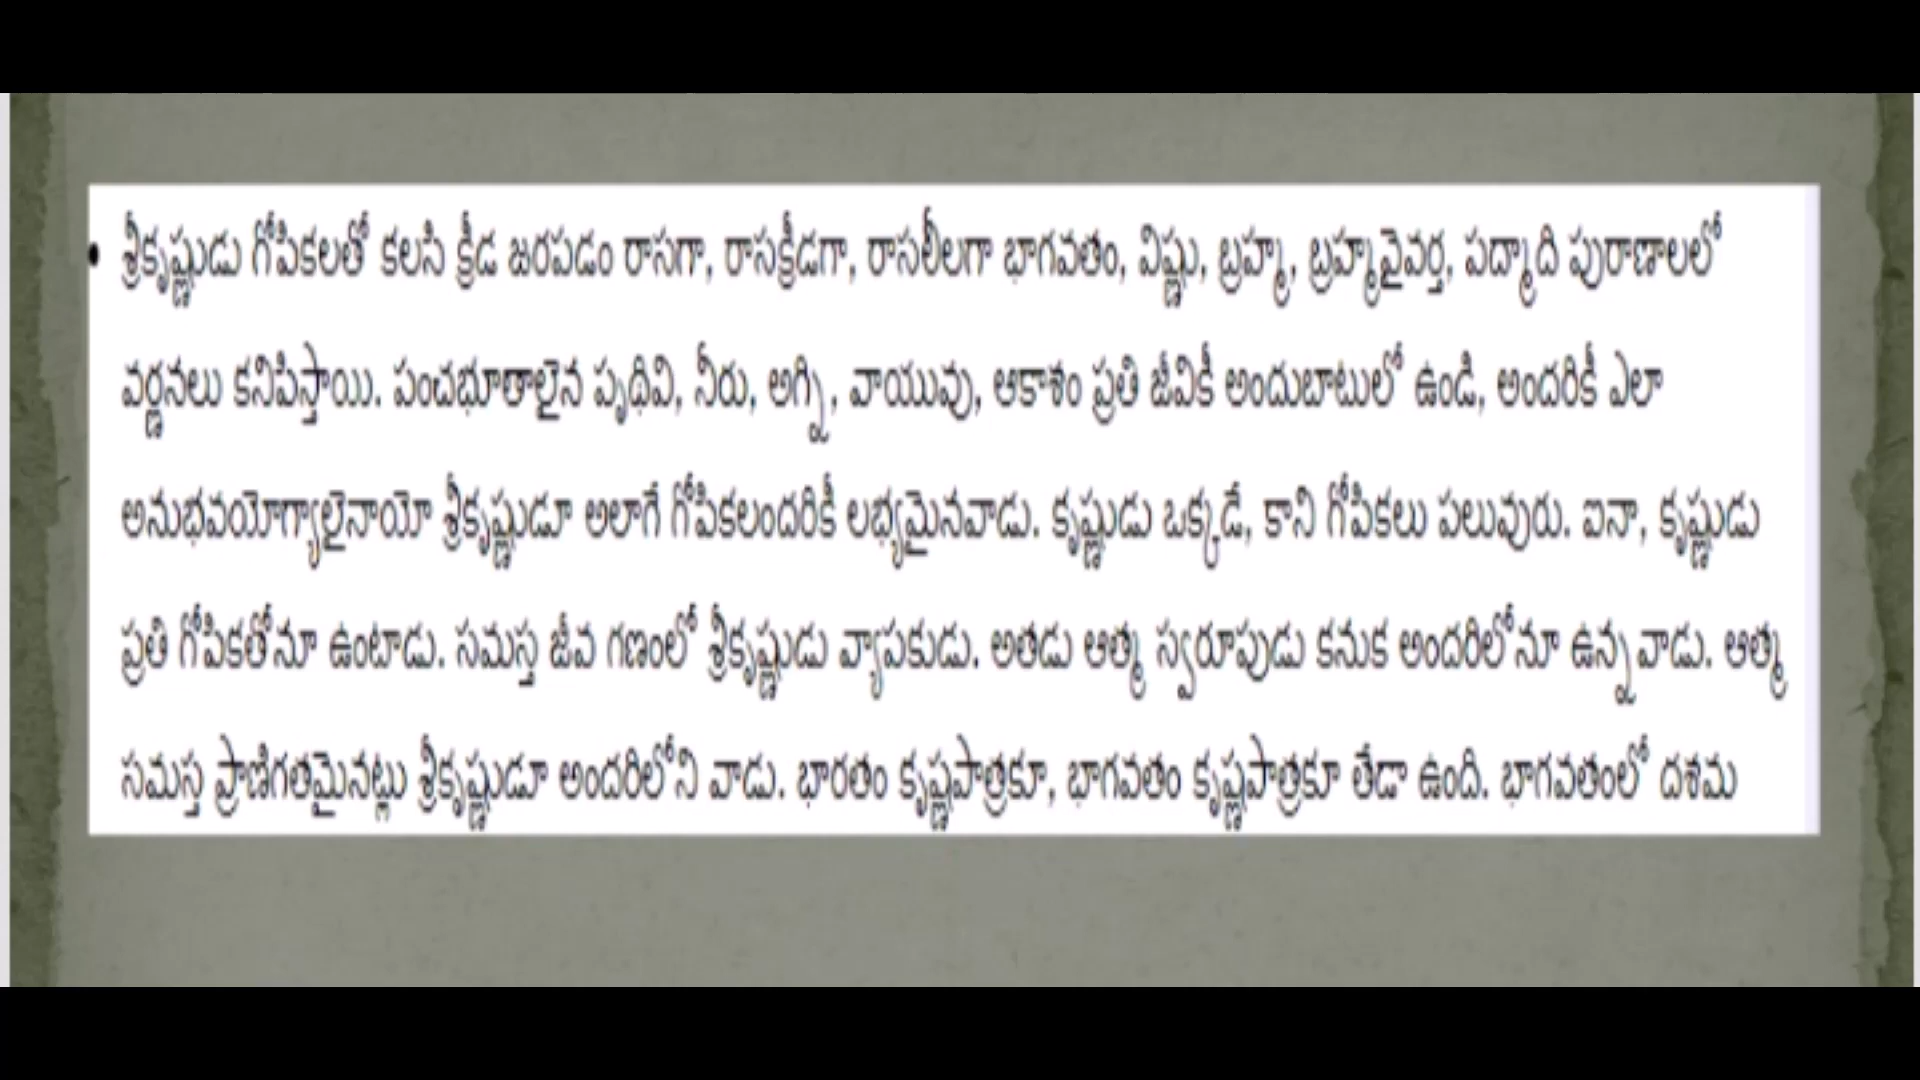 • శ్రీకృష్ణుడు గోపికలతో కలసి క్రీడ జరపడం రాసగా, రాసక్రీడగా, రాసలీలగా భాగవతం, విష్ణు, బ్రహ్మ, బ్రహ్మవైవర్త, పద్మాది పురాణాలలో
వర్ణనలు కనిపిస్తాయి. పంచభూతాలైన పృథివి, నీరు, అగ్ని, వాయువు, ఆకాశం ప్రతి జీవికీ అందుబాటులో ఉండి, అందరికీ ఎలా
అనుభవయోగ్యాలైనాయో శ్రీకృష్ణుడూ అలాగే గోపికలందరికీ లభ్యమైనవాడు. కృష్ణుడు ఒక్కడే, కాని గోపికలు పలువురు. ఐనా, కృష్ణుడు
ప్రతి గోపికతోనూ ఉంటాడు. సమస్త జీవ గణంలో శ్రీకృష్ణుడు వ్యాపకుడు. అతడు ఆత్మ స్వరూపుడు కనుక అందరిలోనూ ఉన్నవాడు. ఆత్మ
సమస్త ప్రాణిగతమైనట్లు శ్రీకృష్ణుడూ అందరిలోని వాడు. భారతం కృష్ణపాత్రకూ, భాగవతం కృష్ణపాత్రకూ తేడా ఉంది. భాగవతంలో దశమ